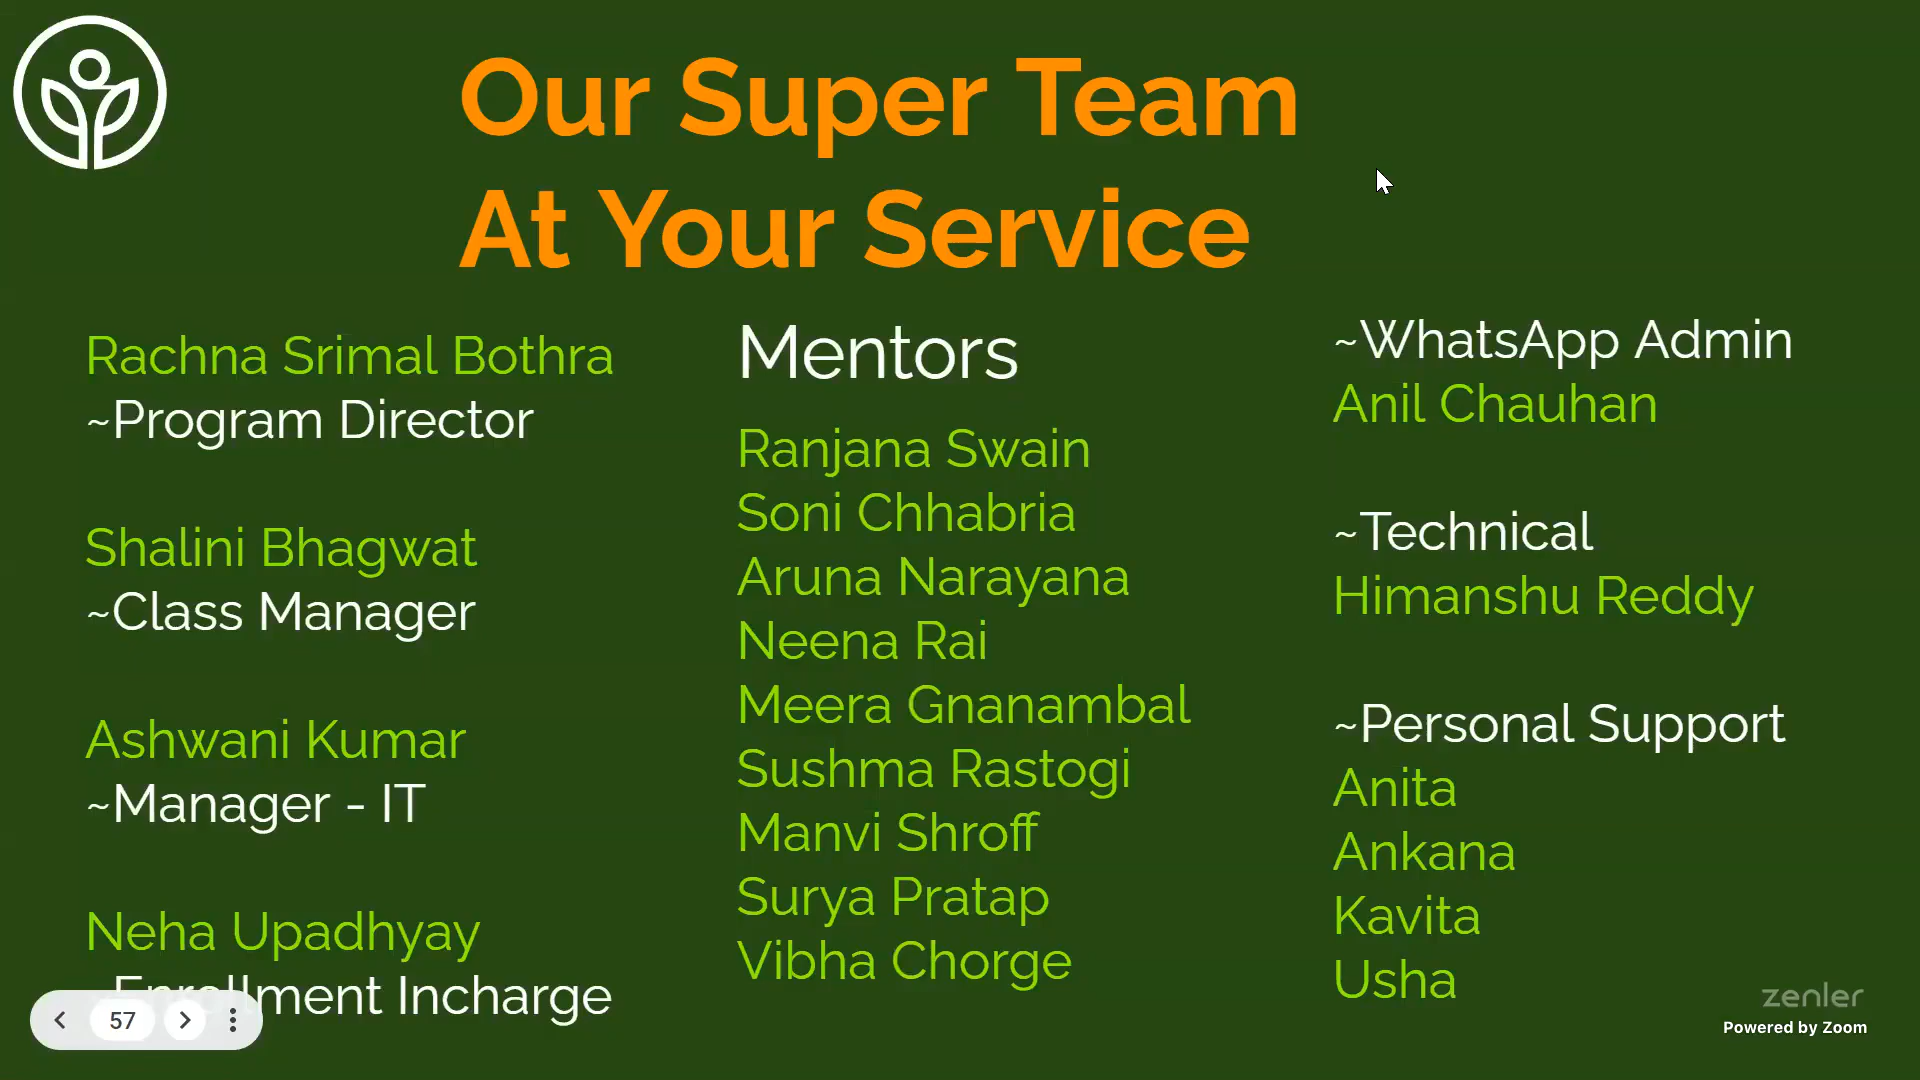 Our Super Team
At Your Service
Rachna Srimal Bothra
~Program Director
Shalini Bhagwat
~Class Manager
Ashwani Kumar
~Manager - IT
Neha Upadhyay
~Enrollment Incharge
Mentors
Ranjana Swain
Soni Chhabria
Aruna Narayana
Neena Rai
Meera Gnanambal
Sushma Rastogi
Manvi Shroff
Surya Pratap
Vibha Chorge
~WhatsApp Admin
Anil Chauhan
~Technical
Himanshu Reddy
~Personal Support
Anita
Ankana
Kavita
Usha
57
zenler
Powered by Zoom